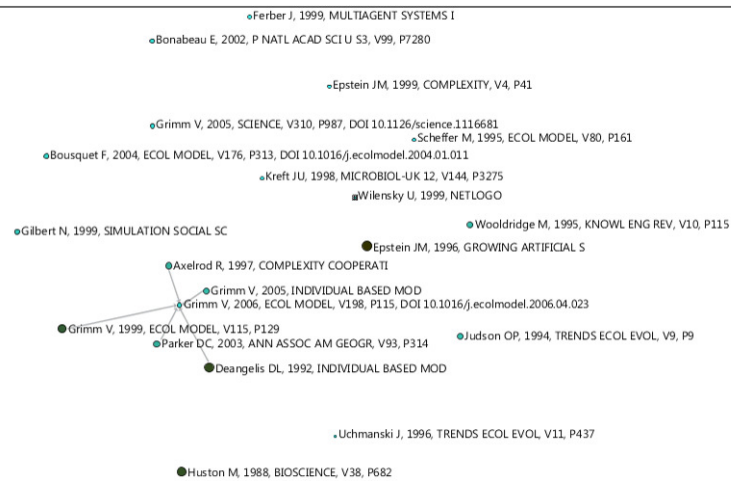 Ferber J, 1999, MULTIAGENT SYSTEMS I
Bonabeau E, 2002, P NATL ACAD SCI U S3, V99, P7280
Epstein JM, 1999, COMPLEXITY, V4, P41
Grimm V, 2005, SCIENCE, V310, P987, DOI 10.1126/science.1116681
Scheffer M, 1995, ECOL MODEL, V80, P161
Bousquet F, 2004, ECOL MODEL, V176, P313, DOI 10.1016/j.ecolmodel.2004.01.011
Kreft JU, 1998, MICROBIOL-UK 12, V144, P3275
Wilensky U, 1999, NETLOGO
Wooldridge M, 1995, KNOWL ENG REV, V10, P115
Gilbert N, 1999, SIMULATION SOCIAL SC
Epstein JM, 1996, GROWING ARTIFICIAL S
Axelrod R, 1997, COMPLEXITY COOPERATI
Grimm V, 2005, INDIVIDUAL BASED MOD
Grimm V, 2006, ECOL MODEL, V198, P115, DOI 10.1016/j.ecolmodel.2006.04.023
Grimm V, 1999, ECOL MODEL, V115, P129
Judson OP, 1994, TRENDS ECOL EVOL, V9, P9
Parker DC, 2003, ANN ASSOC AM GEOGR, V93, P314
Deangelis DL, 1992, INDIVIDUAL BASED MOD
Uchmanski J, 1996, TRENDS ECOL EVOL, V11, P437
Huston M, 1988, BIOSCIENCE, V38, P682